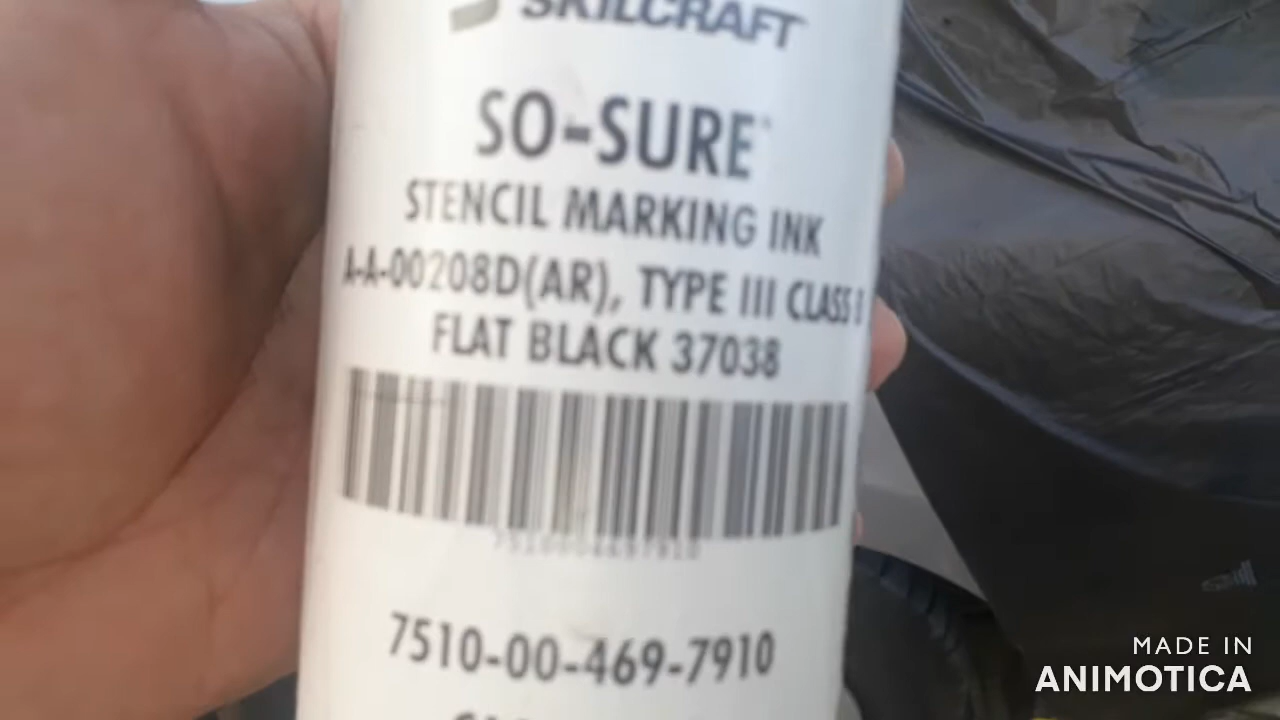 SKILCRAFT
SO-SURE
STENCIL MARKING INK
A-A-00208D(AR), TYPE III CLASS
FLAT BLACK 37038
7510004697910
7510-00-469-7910
MADE IN
ANIMOTICA